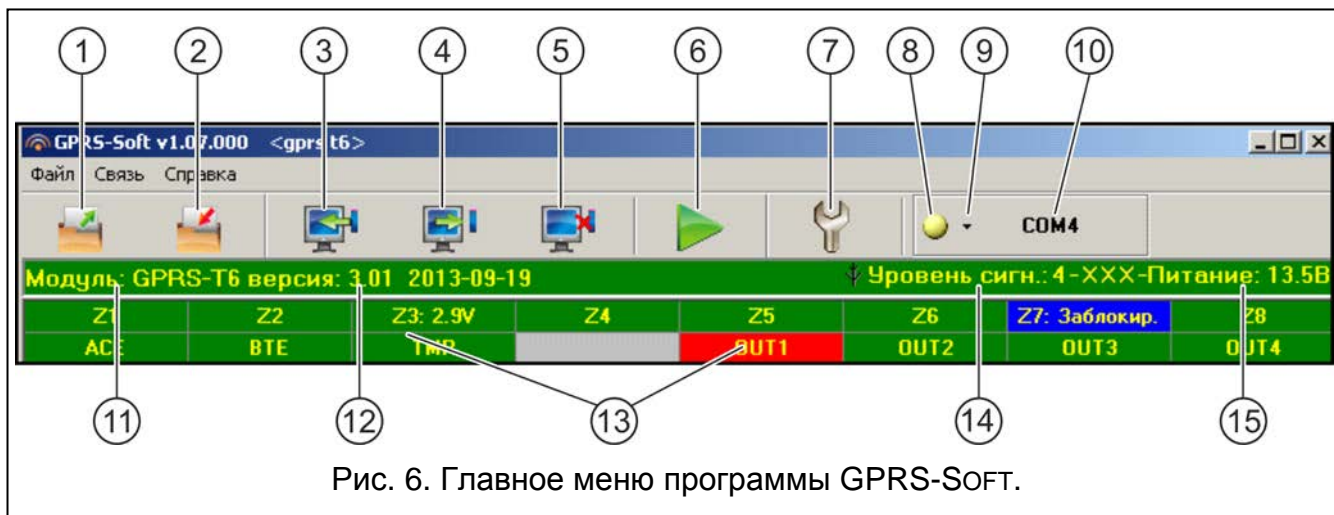 1 2 3 4 5 6 7 8 9 10
GPRS-Soft v1.07.000 <gprs t6>
Файл Связь Справка
COM4
Модуль: GPRS-T6 версия: 3.01 2013-09-19 Уровень сигн.: 4-XXX-Питание: 13.5В
Z1 Z2 Z3: 2.9V Z4 Z5 Z6 Z7: Заблокир. Z8
ACE BTE TMP OUT1 OUT2 OUT3 OUT4
11 12 13 14 15
Рис. 6. Главное меню программы GPRS-SOFT.